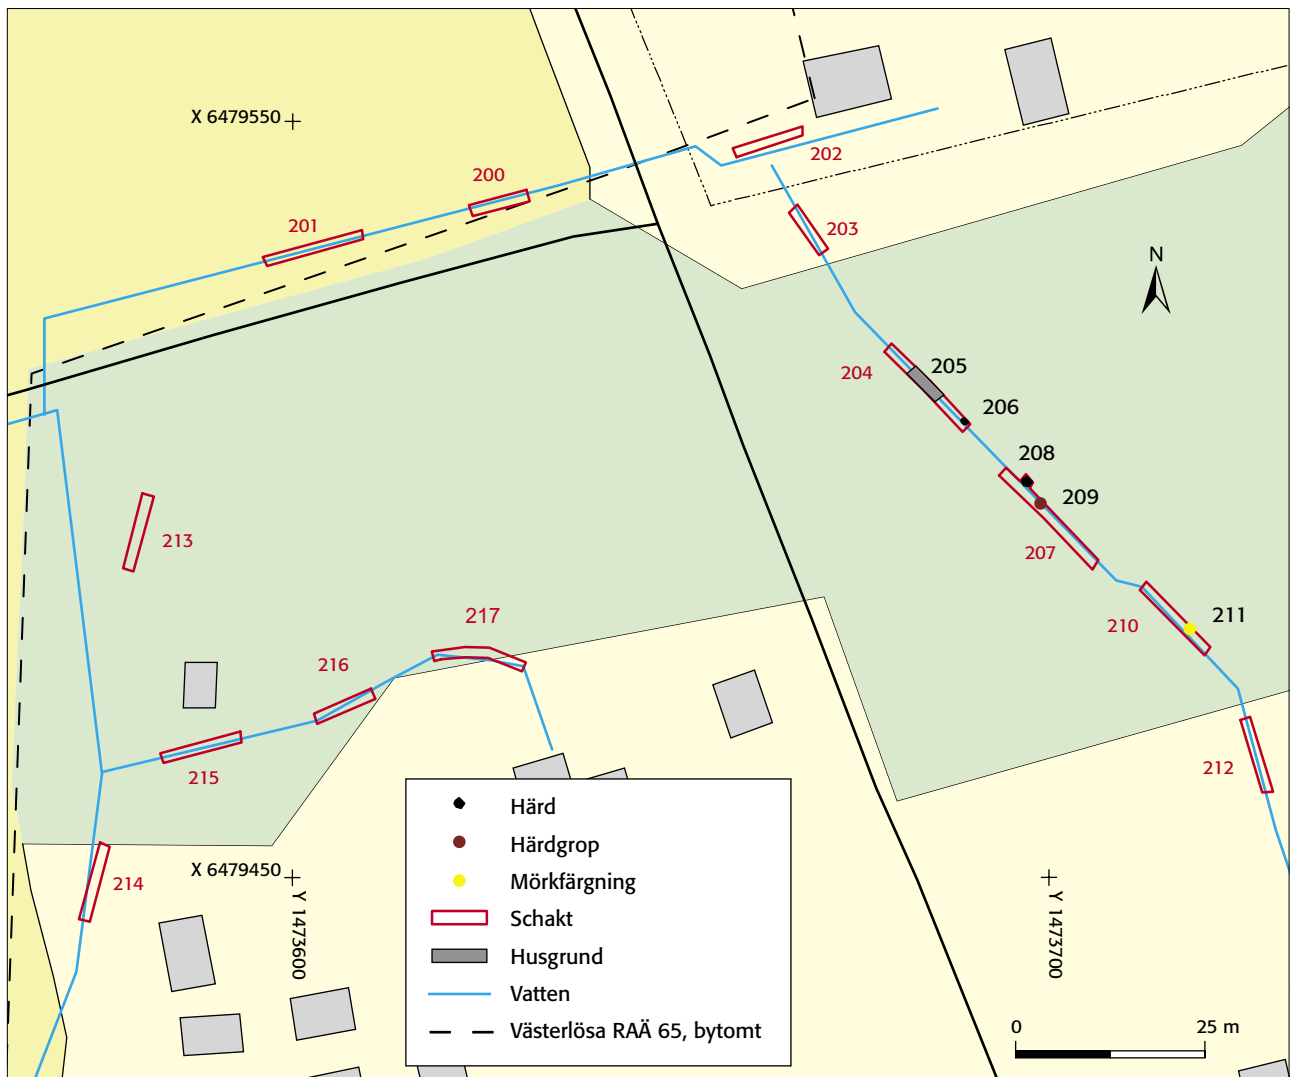 X 6479550
200
201
202
203
N
204
205
206
208
209
207
213
210
211
217
216
215
212
214
X 6479450
Y 1473600
Y 1473700
Härd
Härdgrop
Mörkfärgning
Schakt
Husgrund
Vatten
Västerlösa RAÄ 65, bytomt
0
25 m